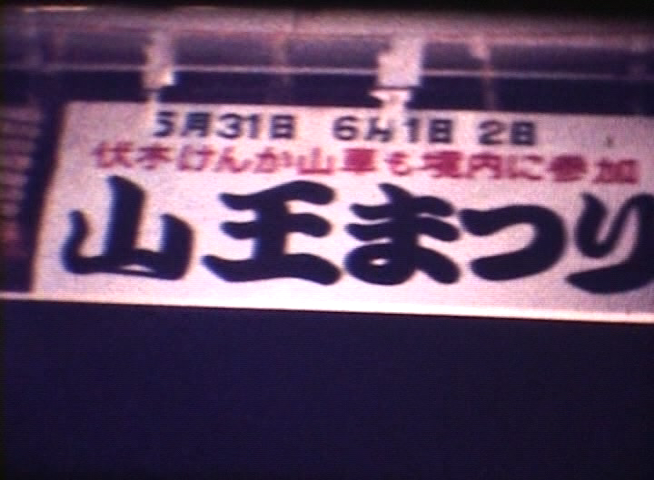 5月31日 6月1日 2日
伏木けんか山車も境内に参加
山王まつり